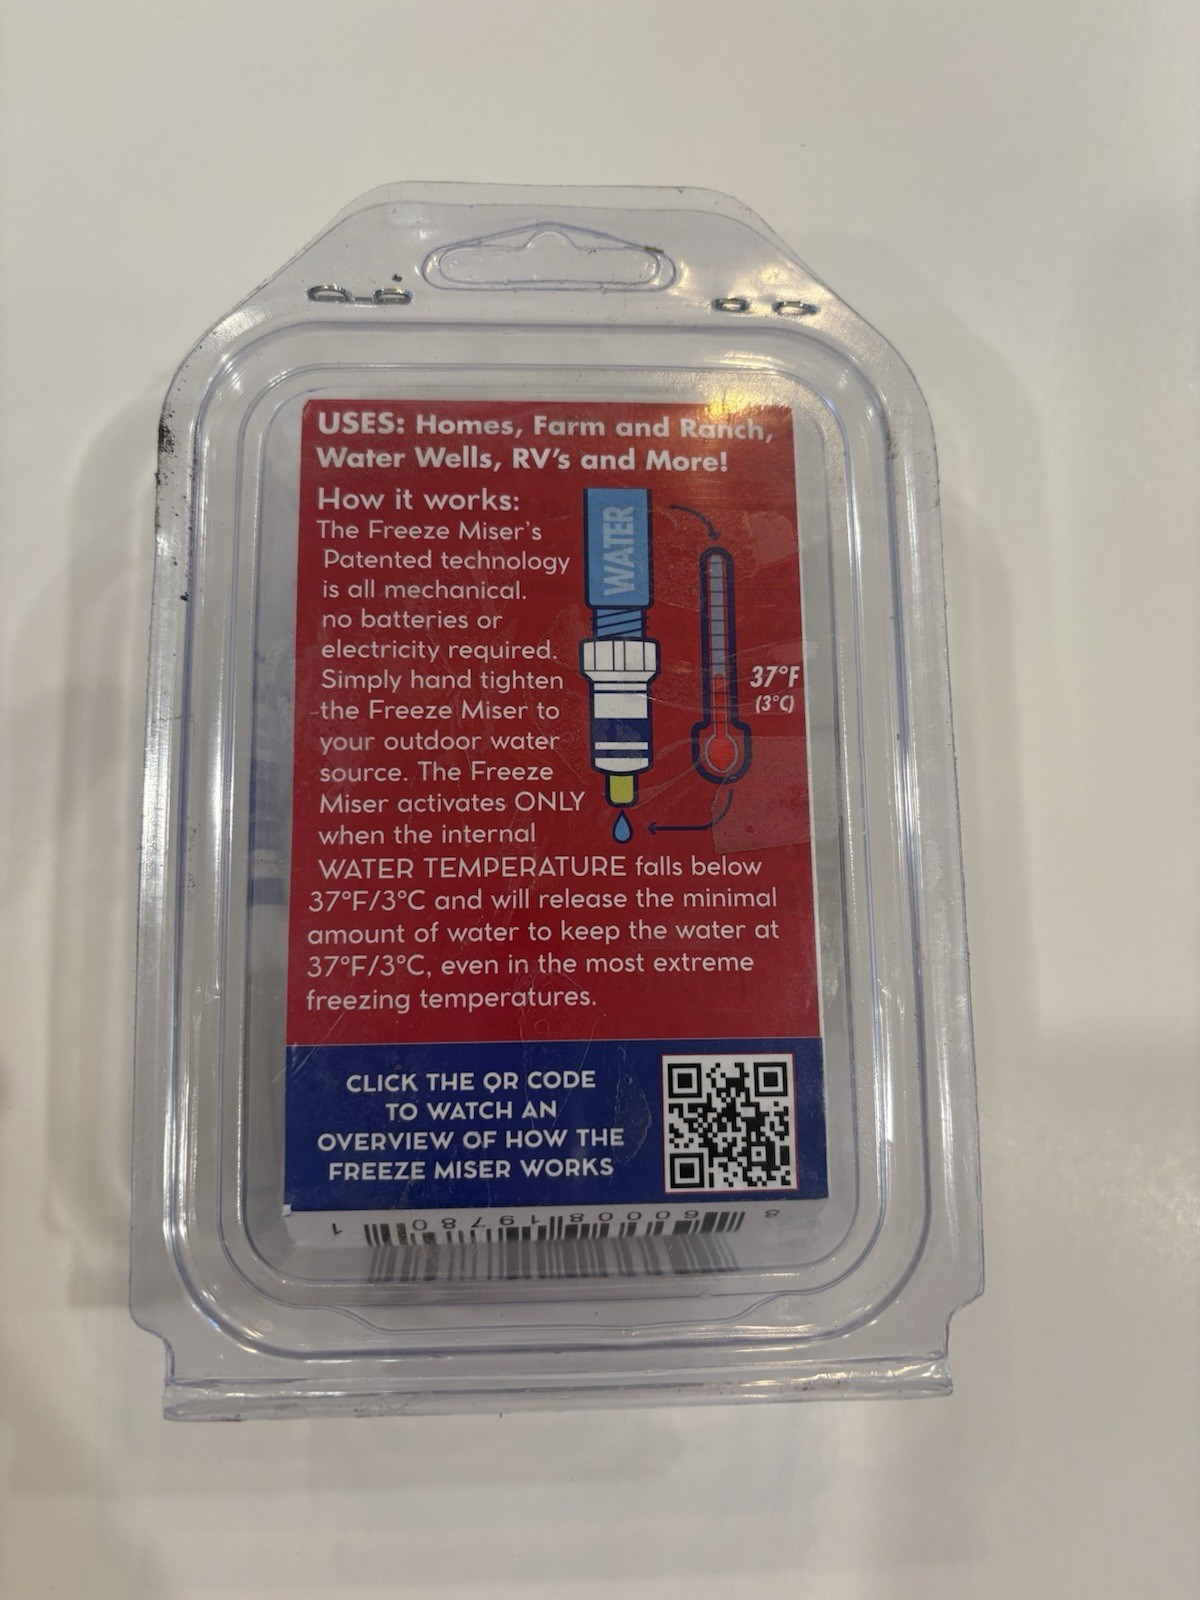 USES: Homes, Farm and Ranch,
Water Wells, RV's and More!
How it works:
The Freeze Miser's
Patented technology
is all mechanical.
no batteries or
electricity required.
Simply hand tighten
the Freeze Miser to
your outdoor water
source. The Freeze
Miser activates ONLY
when the internal
WATER TEMPERATURE falls below
37°F/3°C and will release the minimal
amount of water to keep the water at
37°F/3°C, even in the most extreme
freezing temperatures.
WATER
37°F
(3°C)
CLICK THE QR CODE
TO WATCH AN
OVERVIEW OF HOW THE
FREEZE MISER WORKS
8 60008 19780 1